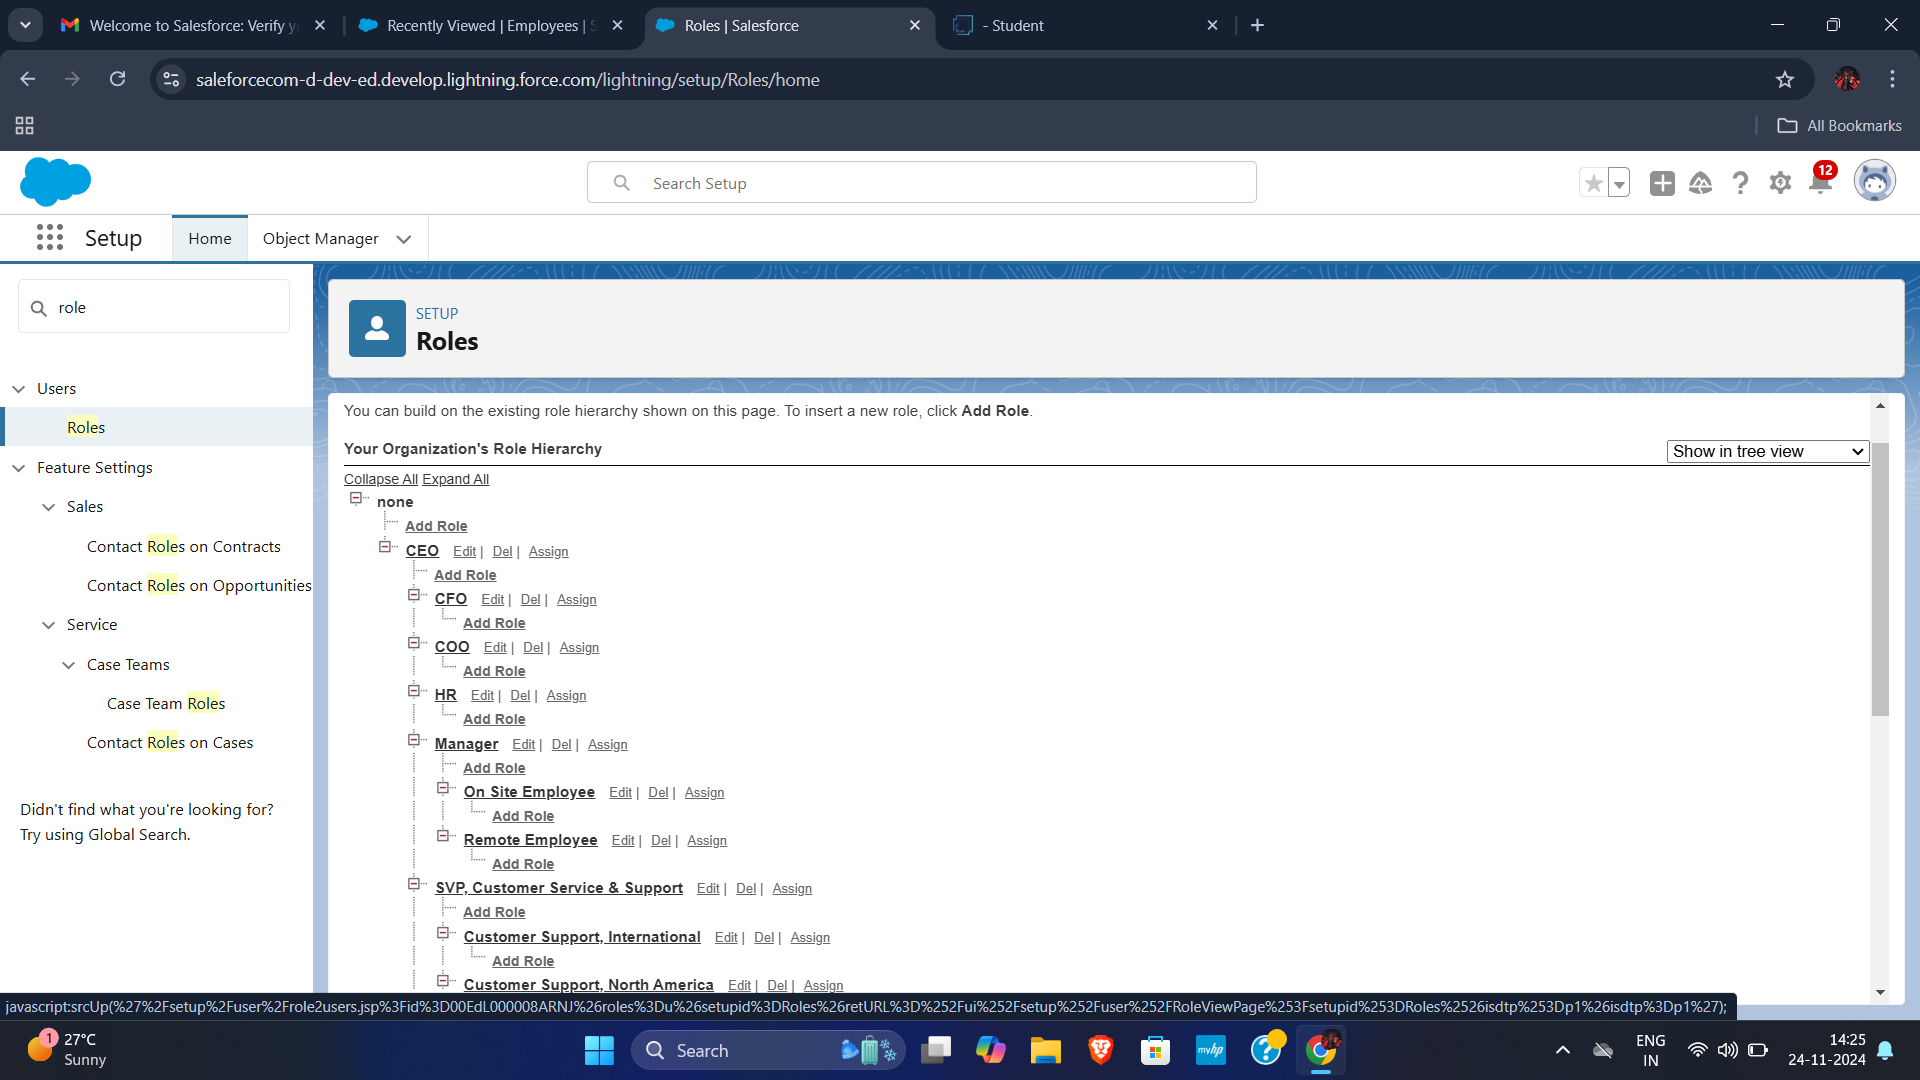 Welcome to Salesforce: Verify y
Recently Viewed | Employees | S
Roles | Salesforce
- Student
saleforcecom-d-dev-ed.develop.lightning.force.com/lightning/setup/Roles/home
All Bookmarks
Search Setup
12
Setup
Home
Object Manager
role
Users
Roles
Feature Settings
Sales
Contact Roles on Contracts
Contact Roles on Opportunities
Service
Case Teams
Case Team Roles
Contact Roles on Cases
Didn't find what you're looking for?
Try using Global Search.
SETUP
Roles
You can build on the existing role hierarchy shown on this page. To insert a new role, click Add Role.
Your Organization's Role Hierarchy
Show in tree view
Collapse All Expand All
none
Add Role
CEO Edit | Del | Assign
Add Role
CFO Edit | Del | Assign
Add Role
COO Edit | Del | Assign
Add Role
HR Edit | Del | Assign
Add Role
Manager Edit | Del | Assign
Add Role
On Site Employee Edit | Del | Assign
Add Role
Remote Employee Edit | Del | Assign
Add Role
SVP, Customer Service & Support Edit | Del | Assign
Add Role
Customer Support, International Edit | Del | Assign
Add Role
Customer Support, North America Edit | Del | Assign
javascript:srcUp(%27%2Fsetup%2Fuser%2Frole2users.jsp%3Fid%3D00EdL000008ARNJ%26roles%3Du%26setupid%3DRoles%26retURL%3D%252Fui%252Fsetup%252Fuser%252FRoleViewPage%253Fsetupid%253DRoles%2526isdtp%253Dp1%26isdtp%3Dp1%27);
1
27°C
Sunny
Search
myhp
ENG
IN
14:25
24-11-2024